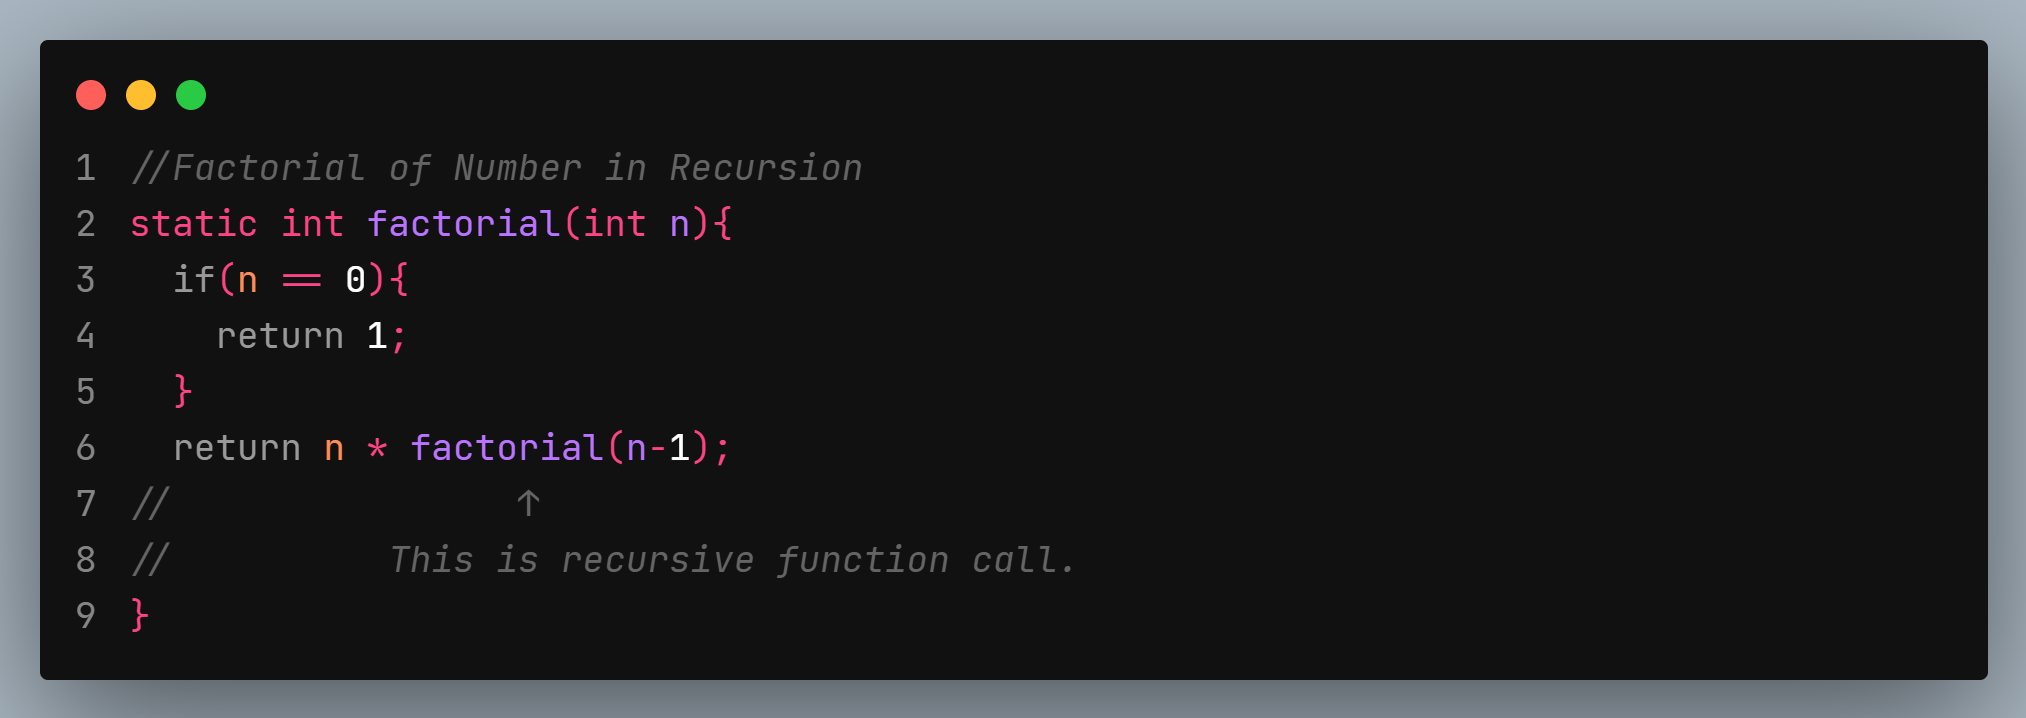 1 //Factorial of Number in Recursion
2 static int factorial(int n){
3   if(n == 0){
4     return 1;
5   }
6   return n * factorial(n-1);
7 //                ↑
8 //          This is recursive function call.
9 }